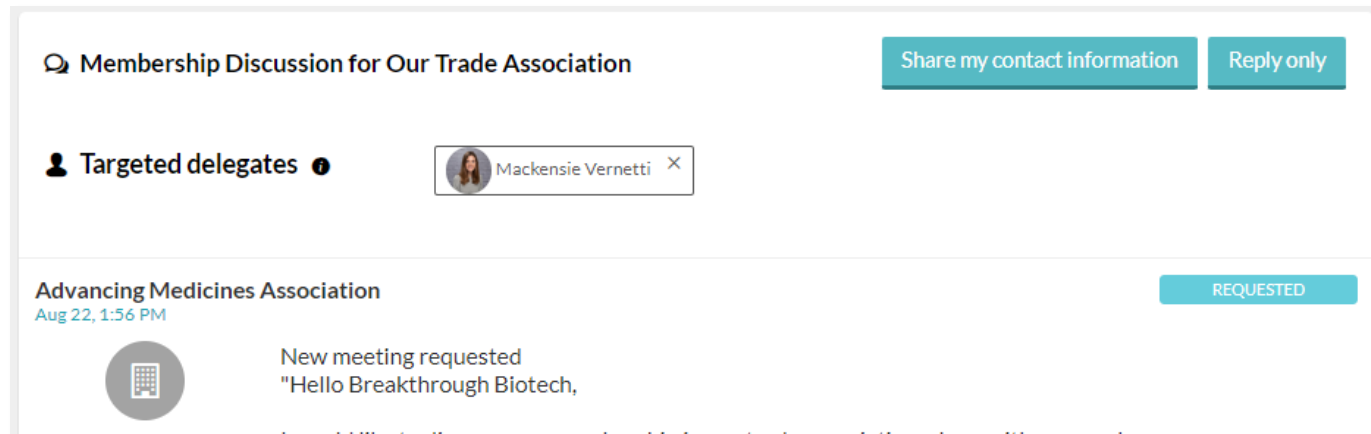 Membership Discussion for Our Trade Association
Share my contact information
Reply only
Targeted delegates
Mackensie Vernetti ×
Advancing Medicines Association
REQUESTED
Aug 22, 1:56 PM
New meeting requested
"Hello Breakthrough Biotech,